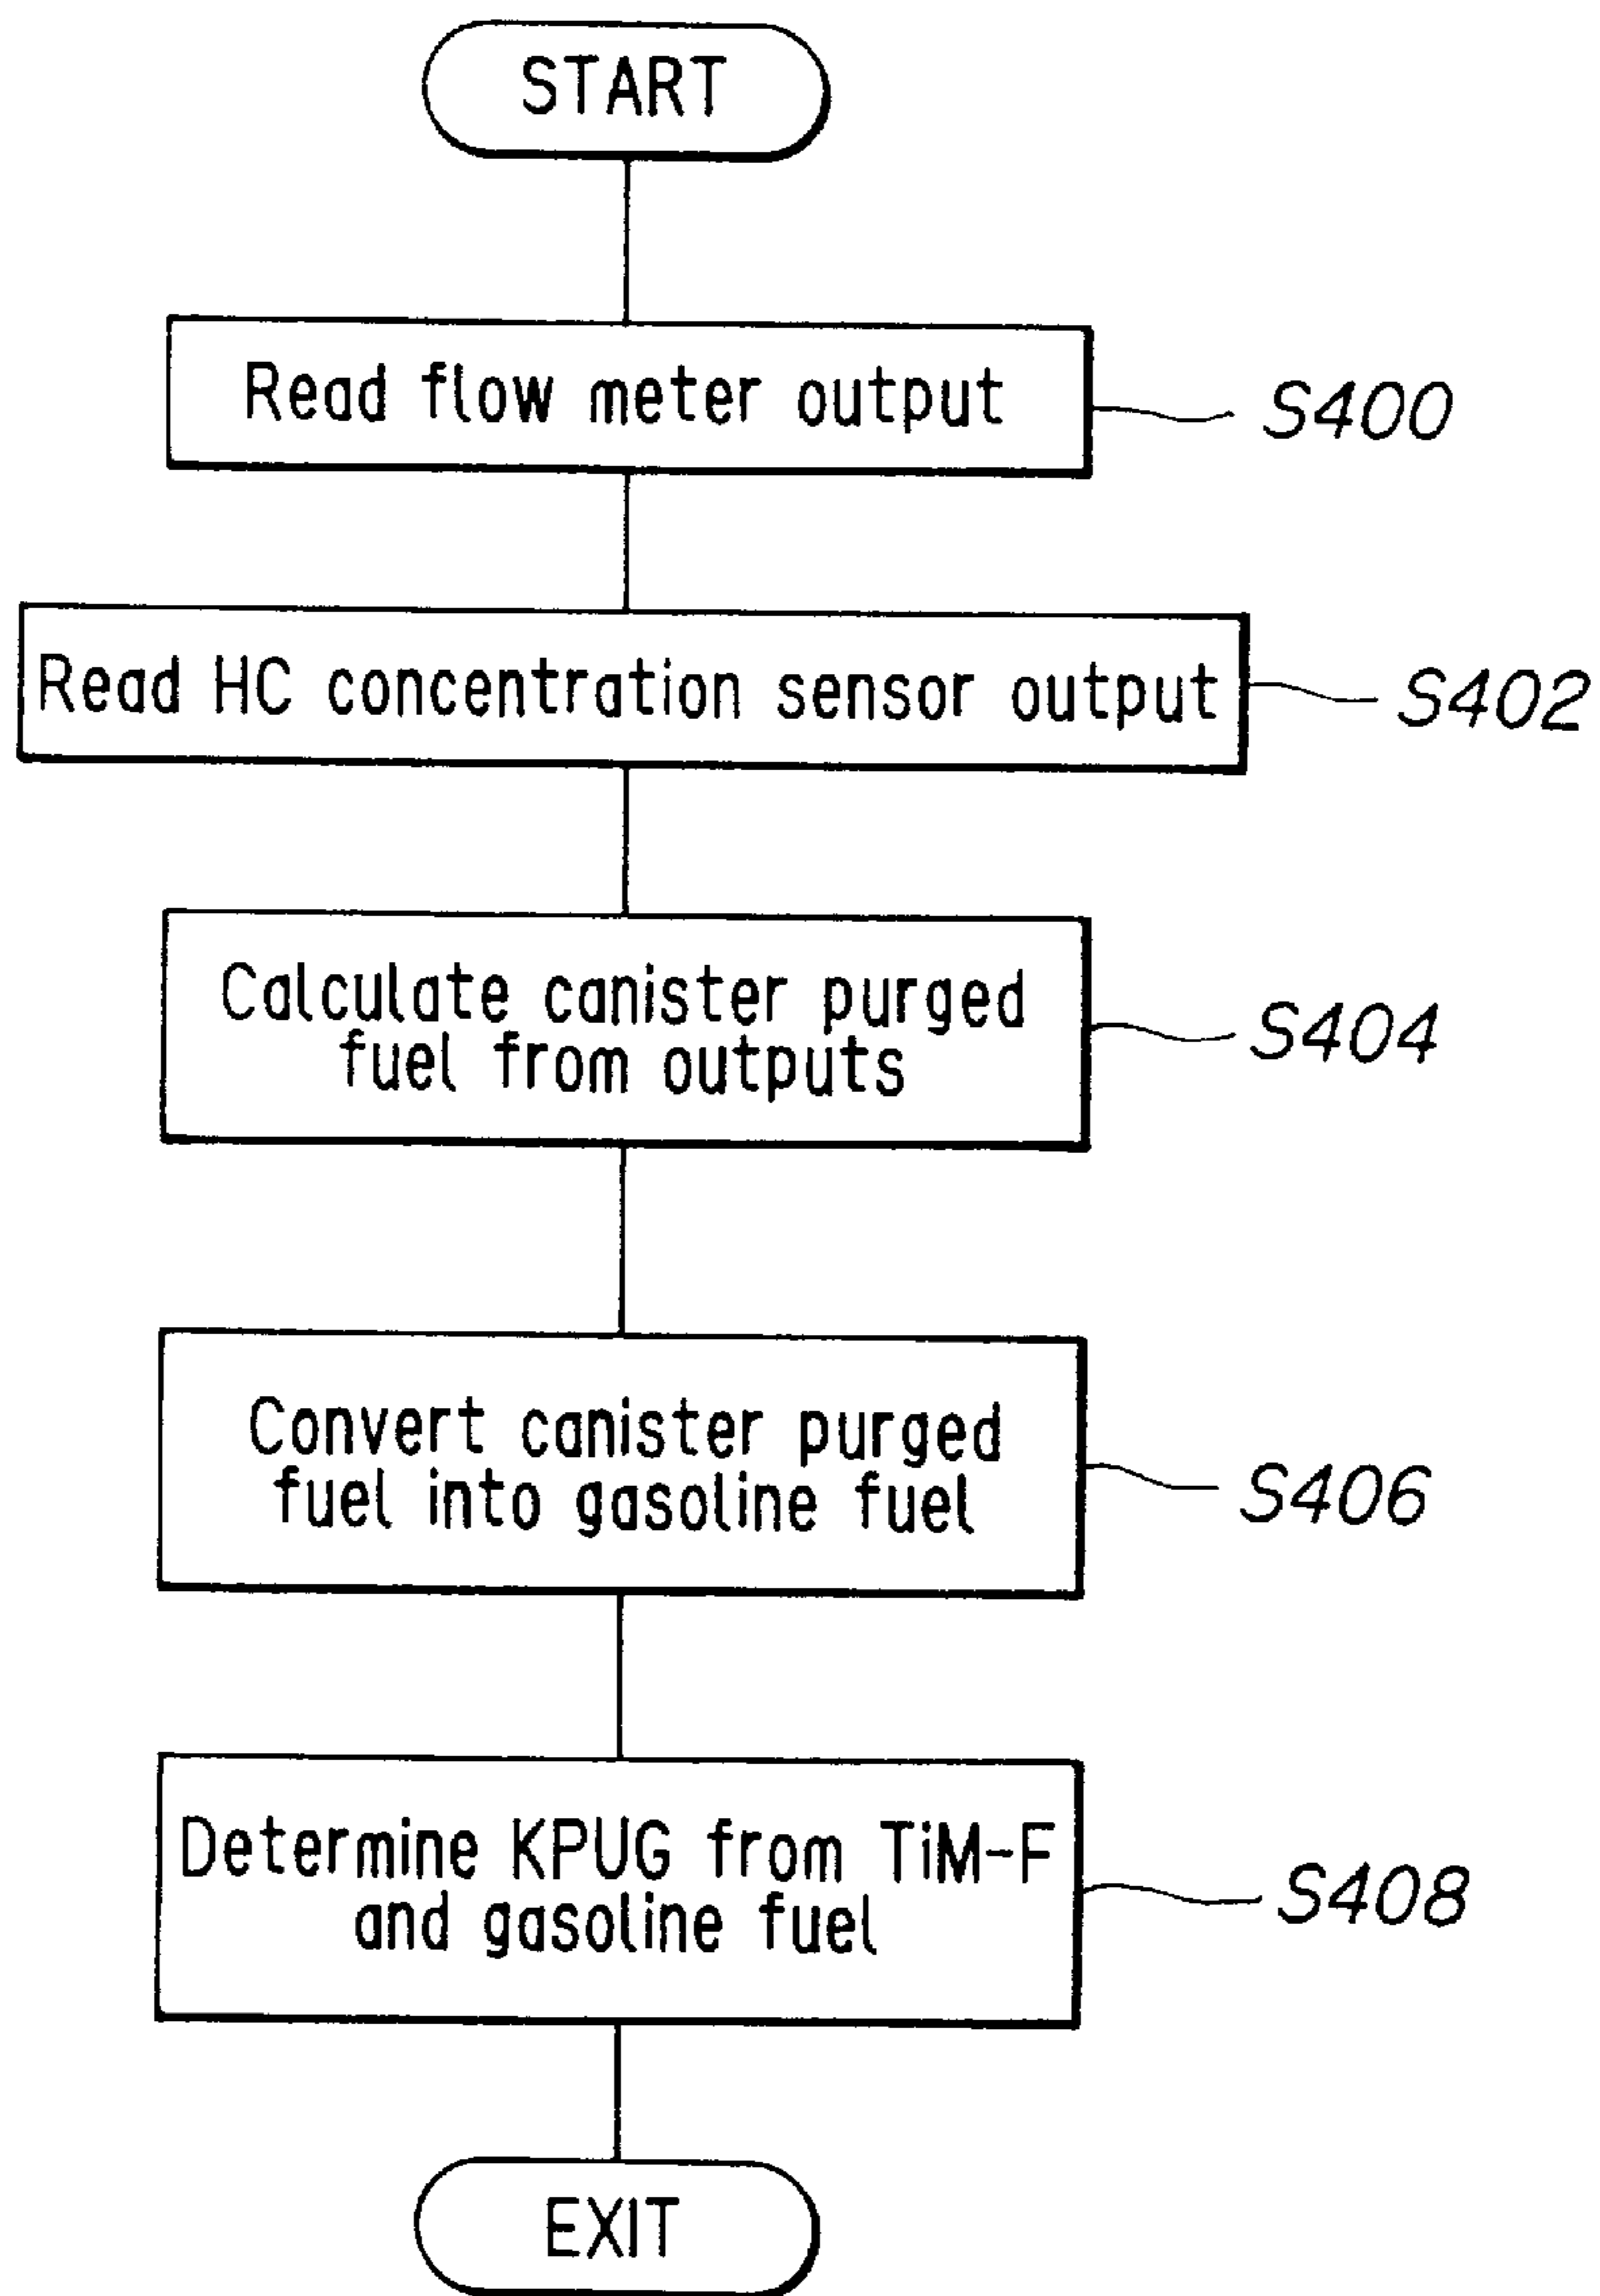 START
Read flow meter output
S400
Read HC concentration sensor output
S402
Calculate canister purged
fuel from outputs
S404
Convert canister purged
fuel into gasoline fuel
S406
Determine KPUG from TiM-F
and gasoline fuel
S408
EXIT